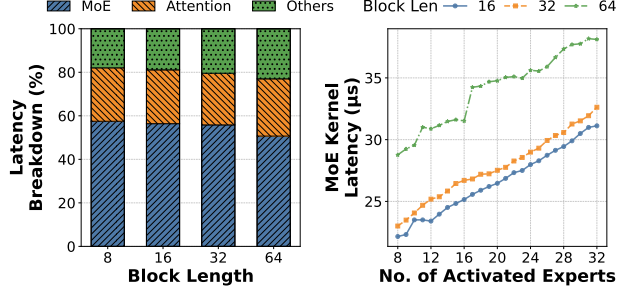 MoE Attention Others
Latency
Breakdown (%)
100
80
60
40
20
0
8 16 32 64
Block Length
Block Len 16 32 64
MoE Kernel
Latency (μs)
35
30
25
8 12 16 20 24 28 32
No. of Activated Experts